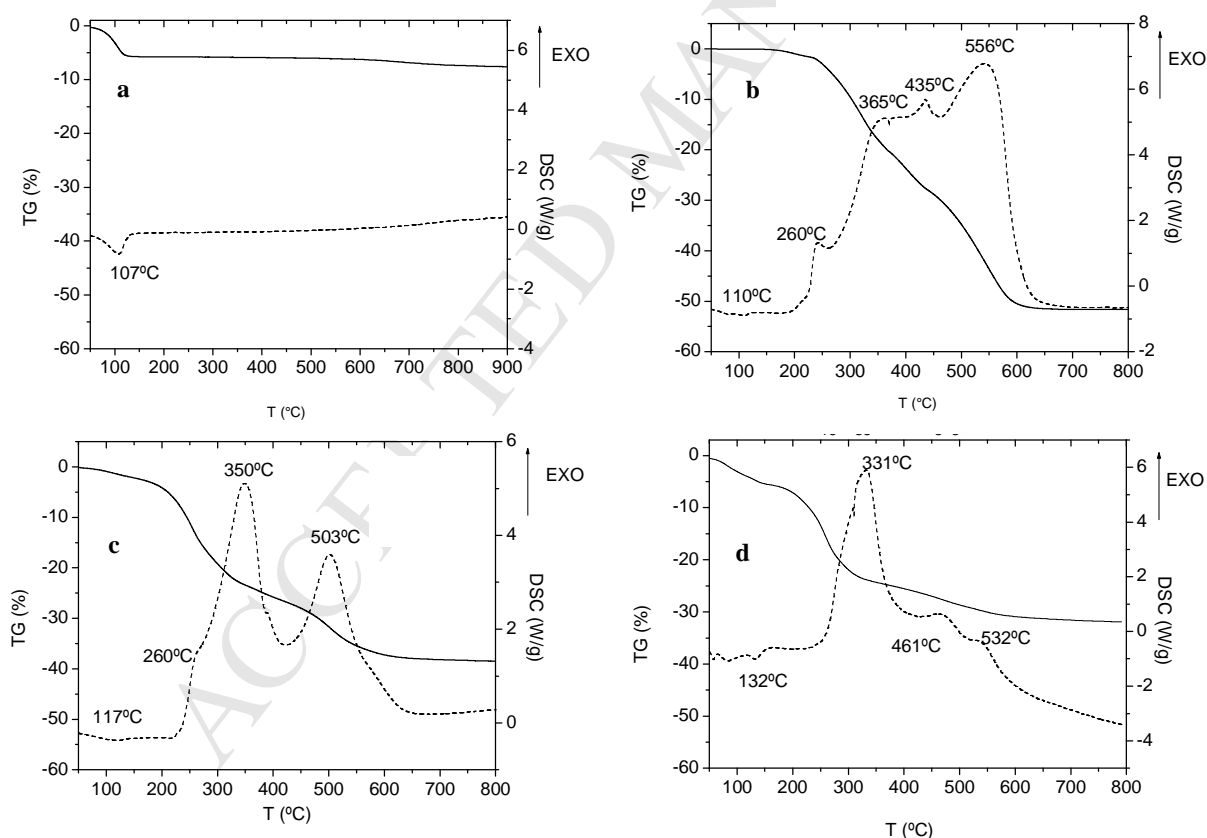 a
EXO
107ºC
TG (%)
DSC (W/g)
T (°C)
0
-10
-20
-30
-40
-50
-60
6
4
2
0
-2
-4
100 200 300 400 500 600 700 800 900
b
EXO
110ºC
260ºC
365ºC
435ºC
556ºC
TG (%)
DSC (W/g)
T (°C)
0
-10
-20
-30
-40
-50
-60
8
6
4
2
0
-2
100 200 300 400 500 600 700 800
c
EXO
117ºC
260ºC
350ºC
503ºC
TG (%)
DSC (W/g)
T (ºC)
0
-10
-20
-30
-40
-50
-60
6
4
2
0
100 200 300 400 500 600 700 800
d
EXO
132ºC
331ºC
461ºC
532ºC
TG (%)
DSC (W/g)
T (ºC)
0
-10
-20
-30
-40
-50
-60
6
4
2
0
-2
-4
100 200 300 400 500 600 700 800
ACCEPTED MAN